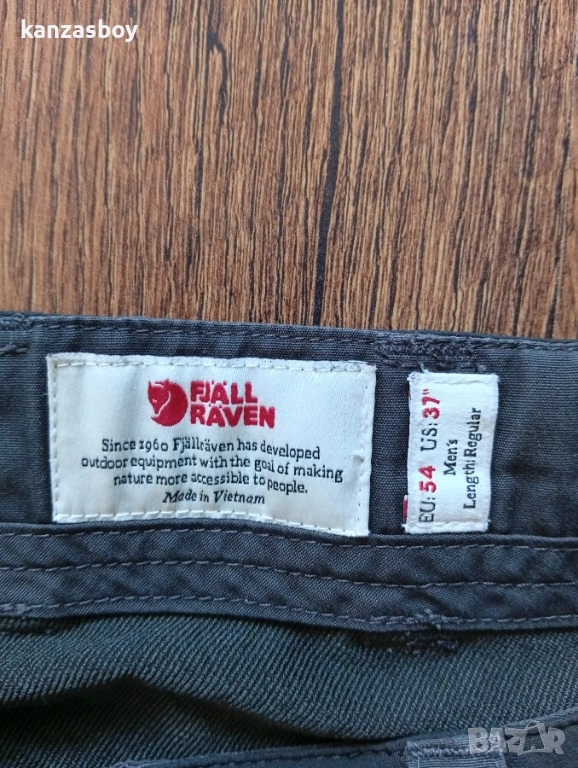 kanzasboy
FJÄLL
RÄVEN
Since 1960 Fjällräven has developed
outdoor equipment with the goal of making
nature more accessible to people.
Made in Vietnam
EU: 54 US: 37"
Men's
Length: Regular
BAZAR